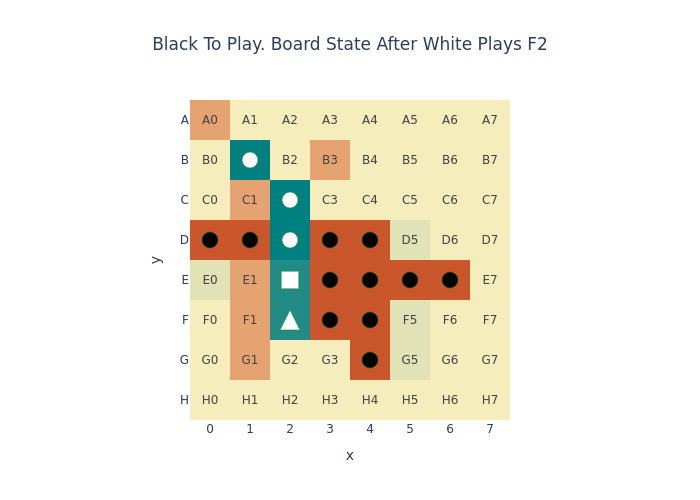 Black To Play. Board State After White Plays F2
A A0 A1 A2 A3 A4 A5 A6 A7
B B0 B2 B3 B4 B5 B6 B7
C C0 C1 C3 C4 C5 C6 C7
D D5 D6 D7
E E0 E1 E7
F F0 F1 F5 F6 F7
G G0 G1 G2 G3 G5 G6 G7
H H0 H1 H2 H3 H4 H5 H6 H7
0 1 2 3 4 5 6 7
x
y